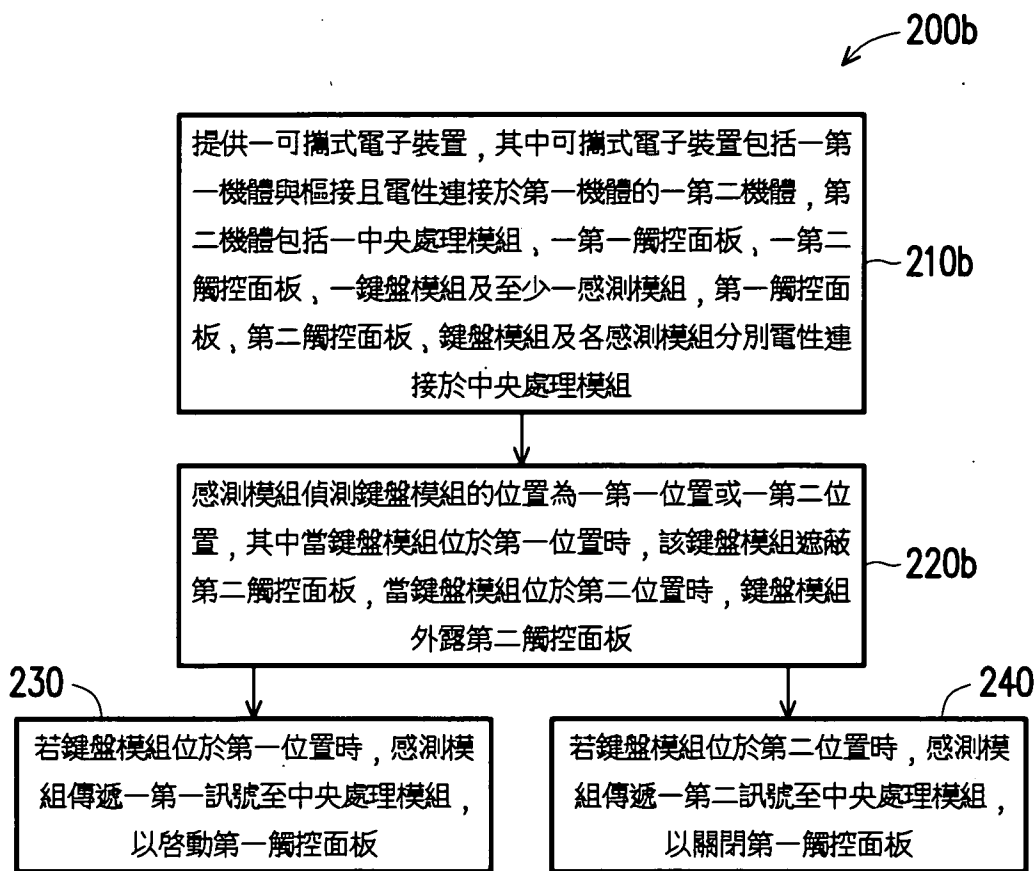 200b
提供一可攜式電子裝置,其中可攜式電子裝置包括一第
一機體與樞接且電性連接於第一機體的一第二機體,第
二機體包括一中央處理模組、一第一觸控面板、一第二
觸控面板、一鍵盤模組及至少一感測模組,第一觸控面
板、第二觸控面板、鍵盤模組及各感測模組分別電性連
接於中央處理模組
210b
感測模組偵測鍵盤模組的位置為一第一位置或一第二位
置,其中當鍵盤模組位於第一位置時,該鍵盤模組遮蔽
第二觸控面板,當鍵盤模組位於第二位置時,鍵盤模組
外露第二觸控面板
220b
230
若鍵盤模組位於第一位置時,感測模
組傳遞一第一訊號至中央處理模組,
以啓動第一觸控面板
240
若鍵盤模組位於第二位置時,感測模
組傳遞一第二訊號至中央處理模組,
以關閉第一觸控面板